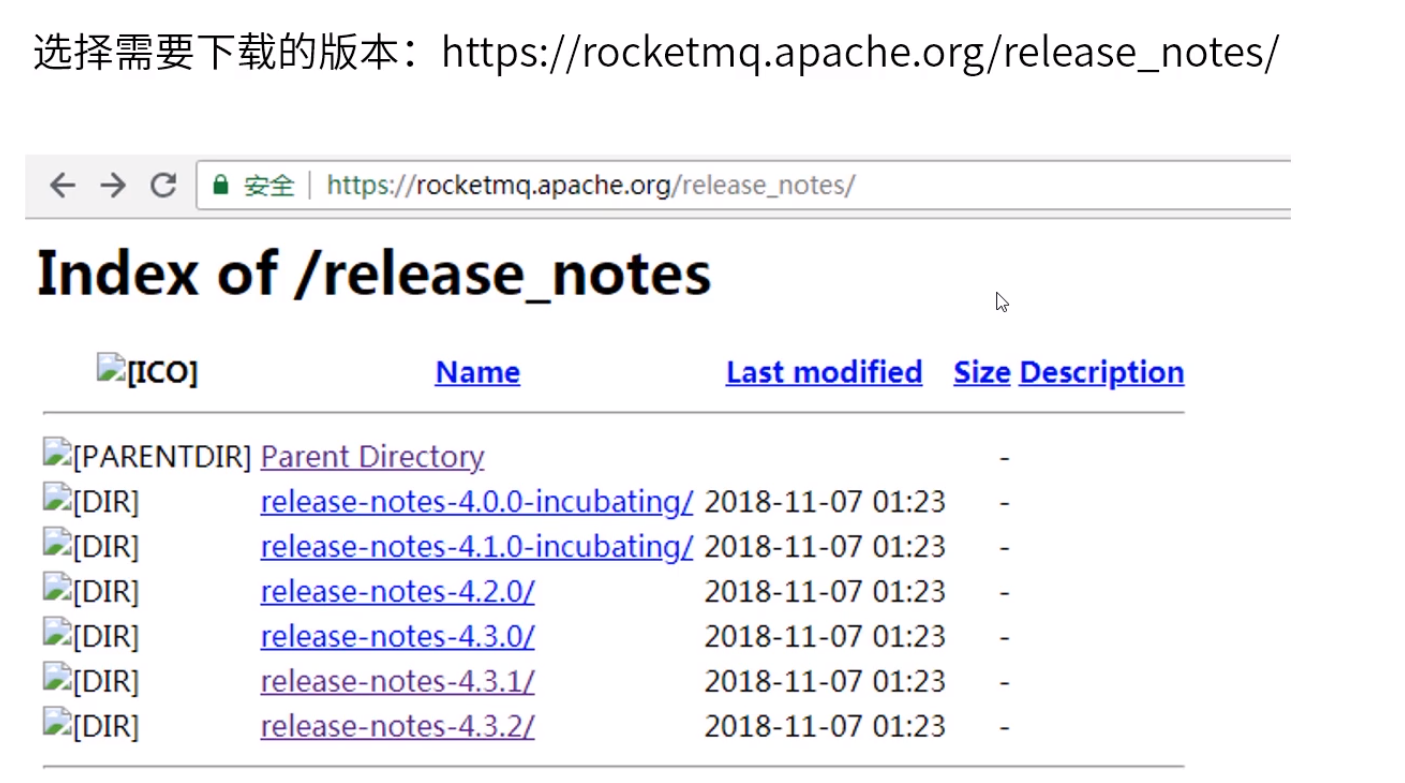 选择需要下载的版本：https://rocketmq.apache.org/release_notes/
安全 | https://rocketmq.apache.org/release_notes/
Index of /release_notes
[ICO] Name Last modified Size Description
[PARENTDIR] Parent Directory -
[DIR] release-notes-4.0.0-incubating/ 2018-11-07 01:23 -
[DIR] release-notes-4.1.0-incubating/ 2018-11-07 01:23 -
[DIR] release-notes-4.2.0/ 2018-11-07 01:23 -
[DIR] release-notes-4.3.0/ 2018-11-07 01:23 -
[DIR] release-notes-4.3.1/ 2018-11-07 01:23 -
[DIR] release-notes-4.3.2/ 2018-11-07 01:23 -